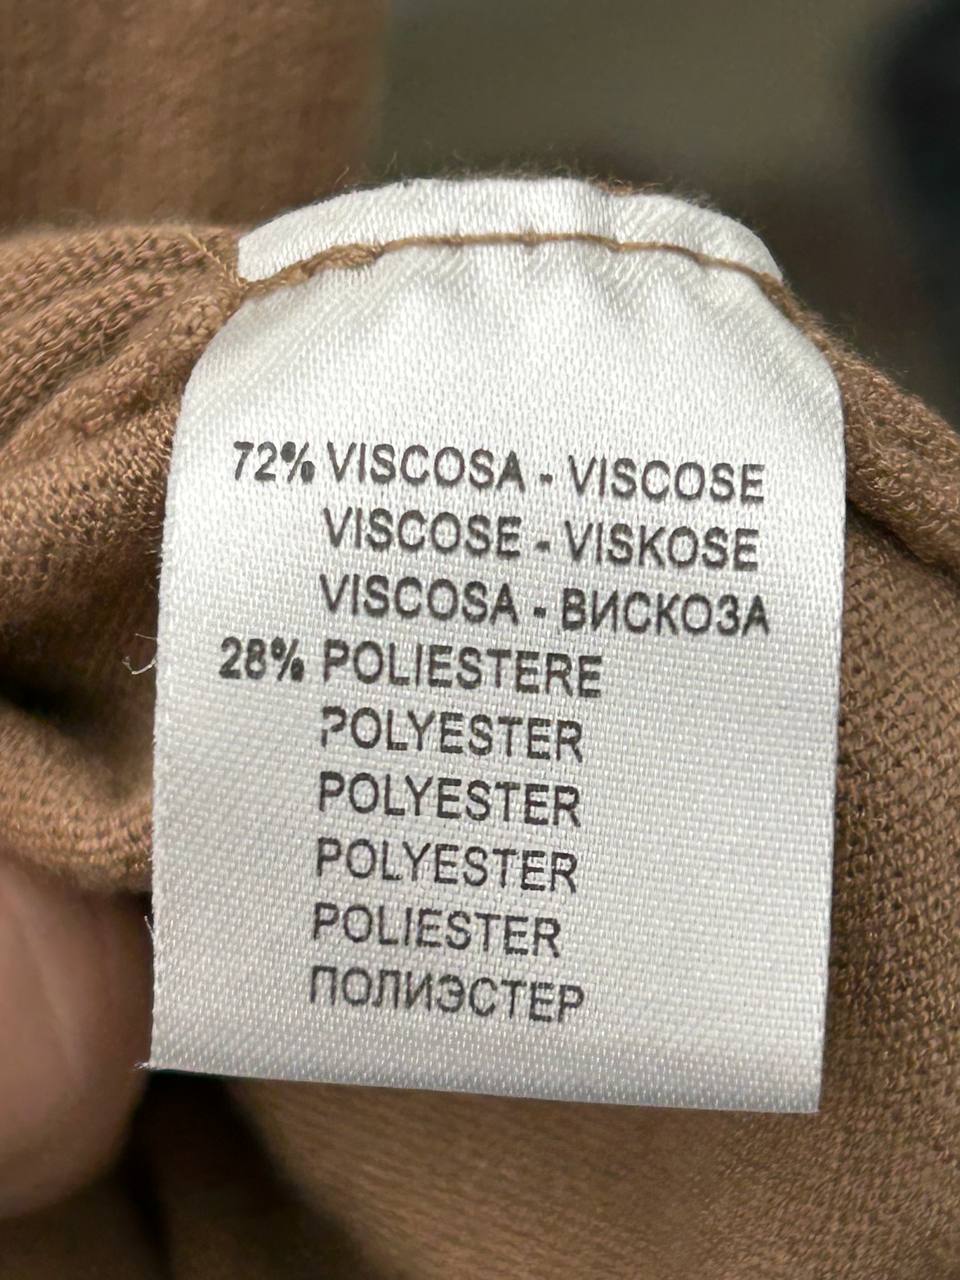 72% VISCOSA - VISCOSE
VISCOSE - VISKOSE
VISCOSA - ВИСКОЗА
28% POLIESTERE
POLYESTER
POLYESTER
POLYESTER
POLIESTER
ПОЛИЭСТЕР